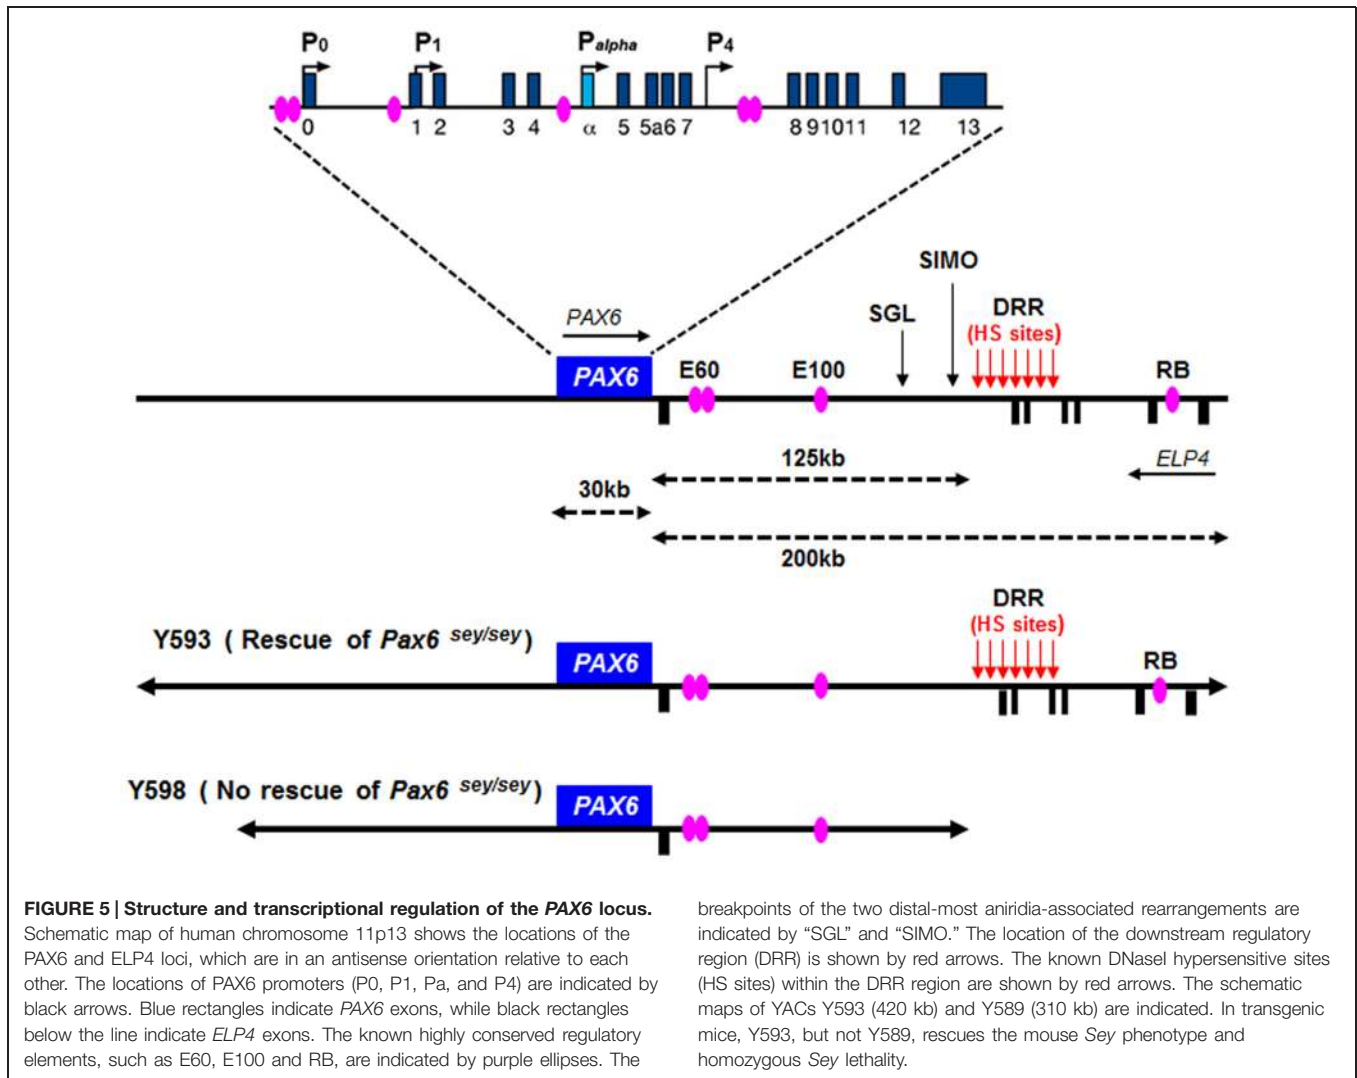 P0 P1 Palpha P4
0 1 2 3 4 α 5 5a 6 7 8 9 10 11 12 13
SIMO
PAX6 SGL DRR
(HS sites)
PAX6 E60 E100 RB
125kb ELP4
30kb
200kb
DRR
(HS sites)
Y593 ( Rescue of Pax6 sey/sey) PAX6 RB
Y598 ( No rescue of Pax6 sey/sey) PAX6
FIGURE 5 | Structure and transcriptional regulation of the PAX6 locus.
Schematic map of human chromosome 11p13 shows the locations of the
PAX6 and ELP4 loci, which are in an antisense orientation relative to each
other. The locations of PAX6 promoters (P0, P1, Pa, and P4) are indicated by
black arrows. Blue rectangles indicate PAX6 exons, while black rectangles
below the line indicate ELP4 exons. The known highly conserved regulatory
elements, such as E60, E100 and RB, are indicated by purple ellipses. The
breakpoints of the two distal-most aniridia-associated rearrangements are
indicated by “SGL” and “SIMO.” The location of the downstream regulatory
region (DRR) is shown by red arrows. The known DNaseI hypersensitive sites
(HS sites) within the DRR region are shown by red arrows. The schematic
maps of YACs Y593 (420 kb) and Y589 (310 kb) are indicated. In transgenic
mice, Y593, but not Y589, rescues the mouse Sey phenotype and
homozygous Sey lethality.